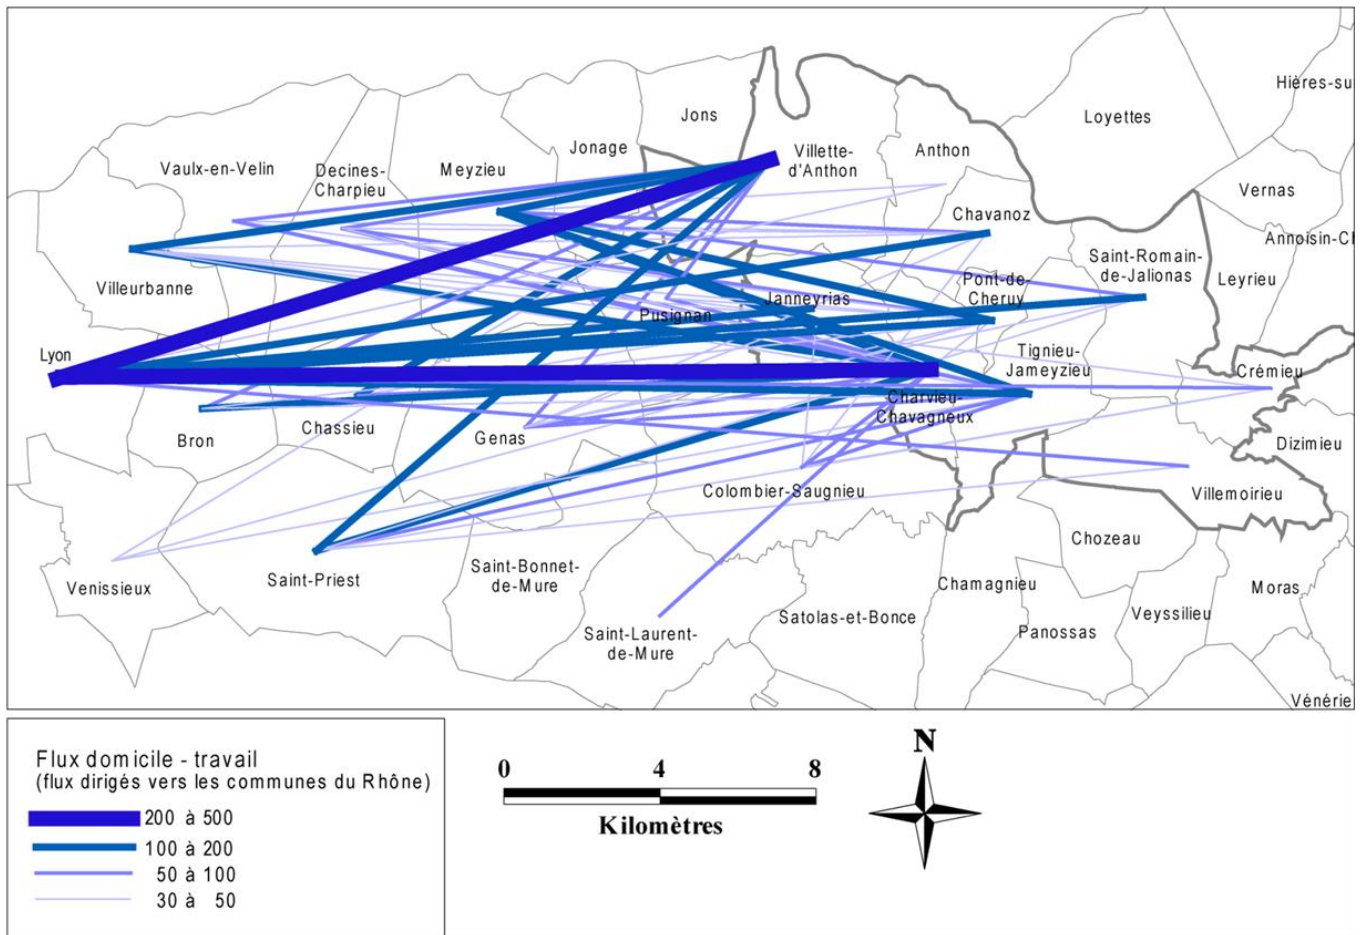 Hières-su
Jons
Loyettes
Jonage
Villette-
d'Anthon
Anthon
Vaulx-en-Velin
Decines-
Charpieu
Meyzieu
Vernas
Chavanoz
Annoisin-Ch
Saint-Romain-
de-Jalionas
Leyrieu
Villeurbanne
Pont-de-
Cheruy
Janneyrias
Pusignan
Lyon
Tignieu-
Jameyzieu
Crémieu
Charvieu-
Chavagneux
Bron
Chassieu
Genas
Dizimieu
Colombier-Saugnieu
Villemoirieu
Chozeau
Venissieux
Saint-Priest
Saint-Bonnet-
de-Mure
Chamagnieu
Moras
Satolas-et-Bonce
Veyssilieu
Saint-Laurent-
de-Mure
Panossas
Vénérie
Flux domicile - travail
(flux dirigés vers les communes du Rhône)
200 à 500
100 à 200
50 à 100
30 à 50
0 4 8
Kilomètres
N